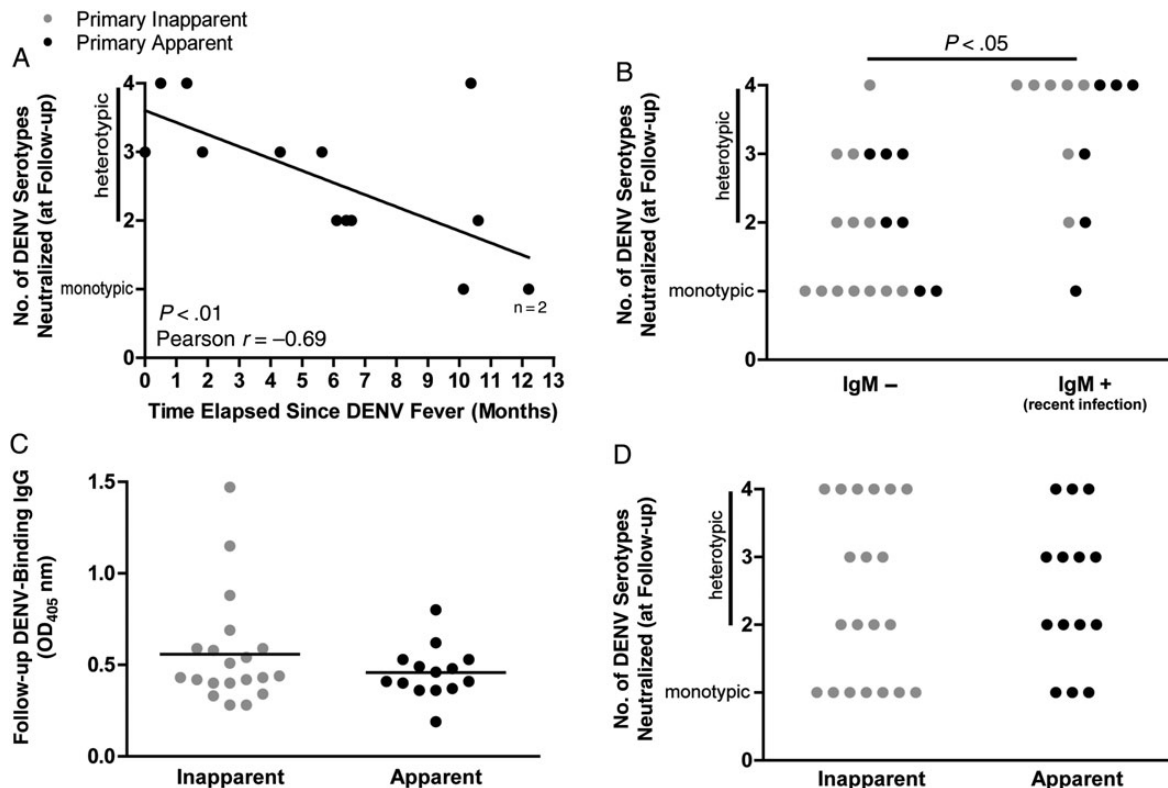 Primary Inapparent
Primary Apparent
A
No. of DENV Serotypes
Neutralized (at Follow-up)
heterotypic
monotypic
4
3
2
0
P < .01
Pearson r = –0.69
n = 2
0 1 2 3 4 5 6 7 8 9 10 11 12 13
Time Elapsed Since DENV Fever (Months)
B
P < .05
No. of DENV Serotypes
Neutralized (at Follow-up)
heterotypic
monotypic
4
3
2
0
IgM – IgM +
(recent infection)
C
Follow-up DENV-Binding IgG
(OD405 nm)
1.5
1.0
0.5
0.0
Inapparent Apparent
D
No. of DENV Serotypes
Neutralized (at Follow-up)
heterotypic
monotypic
4
3
2
0
Inapparent Apparent